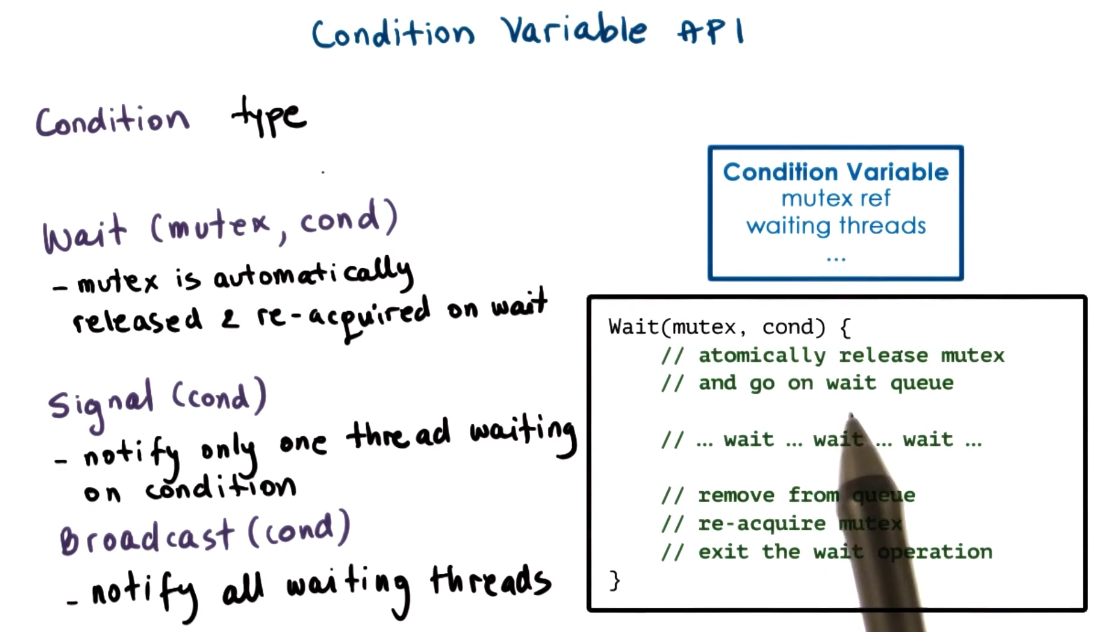 Condition Variable API
Condition type
Wait (mutex, cond)
- mutex is automatically
released & re-acquired on wait
Signal (cond)
- notify only one thread waiting
on condition
Broadcast (cond)
- notify all waiting threads
Condition Variable
mutex ref
waiting threads
...
Wait(mutex, cond) {
// atomically release mutex
// and go on wait queue
// ... wait ... wait ... wait ...
// remove from queue
// re-acquire mutex
// exit the wait operation
}